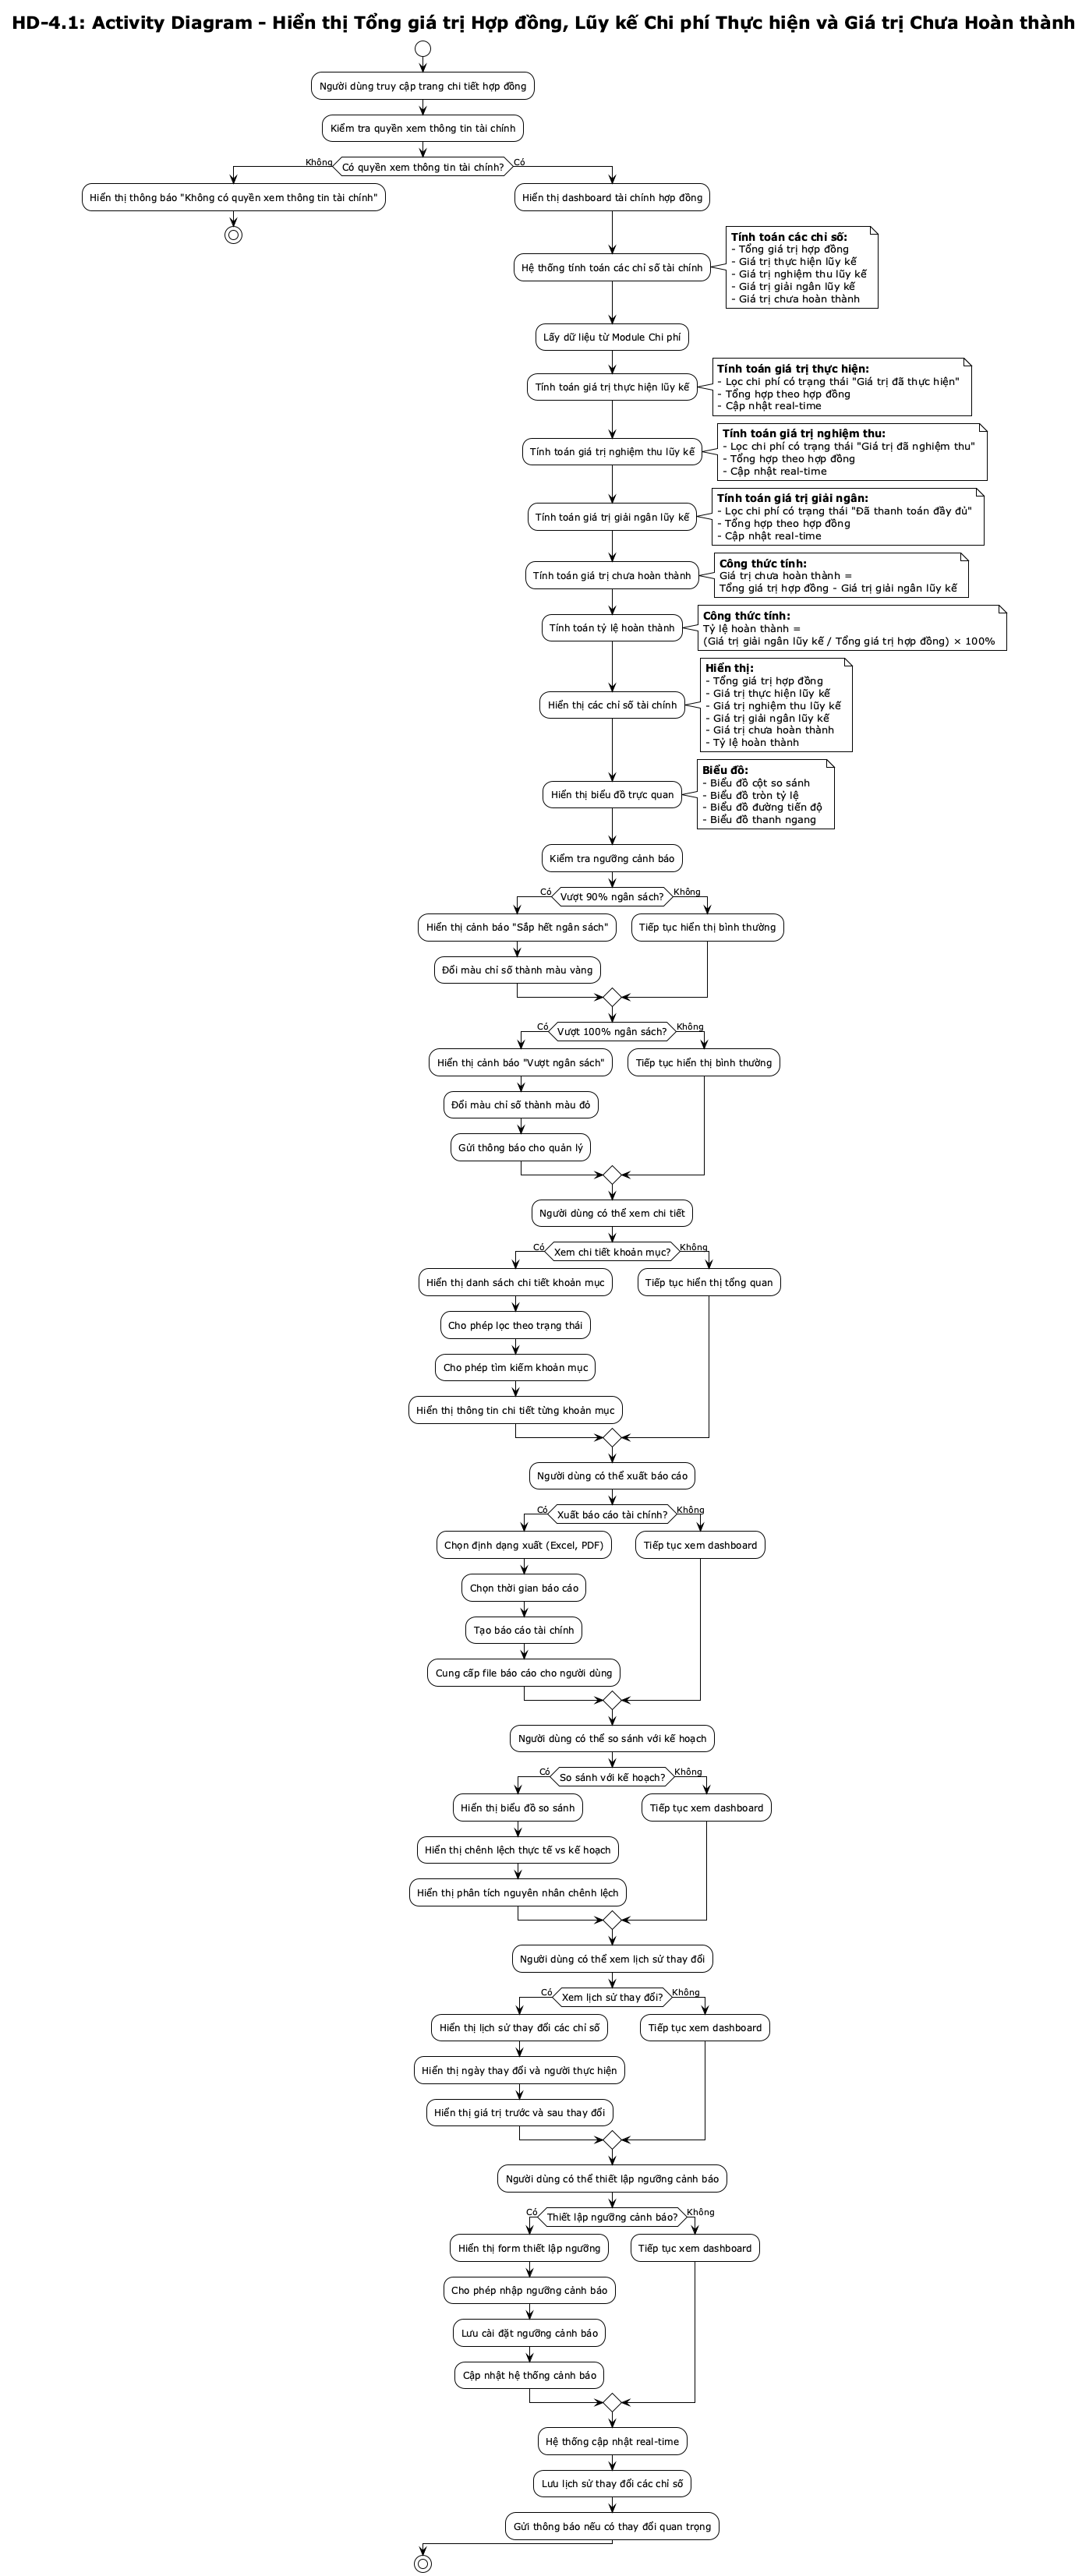 HD-4.1: Activity Diagram - Hiển thị Tổng giá trị Hợp đồng, Lũy kế Chi phí Thực hiện và Giá trị Chưa Hoàn thành
Người dùng truy cập trang chi tiết hợp đồng
Kiểm tra quyền xem thông tin tài chính
Không
Có quyền xem thông tin tài chính?
Có
Hiển thị thông báo "Không có quyền xem thông tin tài chính"
Hiển thị dashboard tài chính hợp đồng
Hệ thống tính toán các chỉ số tài chính
Tính toán các chỉ số:
- Tổng giá trị hợp đồng
- Giá trị thực hiện lũy kế
- Giá trị nghiệm thu lũy kế
- Giá trị giải ngân lũy kế
- Giá trị chưa hoàn thành
Lấy dữ liệu từ Module Chi phí
Tính toán giá trị thực hiện lũy kế
Tính toán giá trị thực hiện:
- Lọc chi phí có trạng thái "Giá trị đã thực hiện"
- Tổng hợp theo hợp đồng
- Cập nhật real-time
Tính toán giá trị nghiệm thu lũy kế
Tính toán giá trị nghiệm thu:
- Lọc chi phí có trạng thái "Giá trị đã nghiệm thu"
- Tổng hợp theo hợp đồng
- Cập nhật real-time
Tính toán giá trị giải ngân lũy kế
Tính toán giá trị giải ngân:
- Lọc chi phí có trạng thái "Đã thanh toán đầy đủ"
- Tổng hợp theo hợp đồng
- Cập nhật real-time
Tính toán giá trị chưa hoàn thành
Công thức tính:
Giá trị chưa hoàn thành =
Tổng giá trị hợp đồng - Giá trị giải ngân lũy kế
Tính toán tỷ lệ hoàn thành
Công thức tính:
Tỷ lệ hoàn thành =
(Giá trị giải ngân lũy kế / Tổng giá trị hợp đồng) × 100%
Hiển thị các chỉ số tài chính
Hiển thị:
- Tổng giá trị hợp đồng
- Giá trị thực hiện lũy kế
- Giá trị nghiệm thu lũy kế
- Giá trị giải ngân lũy kế
- Giá trị chưa hoàn thành
- Tỷ lệ hoàn thành
Hiển thị biểu đồ trực quan
Biểu đồ:
- Biểu đồ cột so sánh
- Biểu đồ tròn tỷ lệ
- Biểu đồ đường tiến độ
- Biểu đồ thanh ngang
Kiểm tra ngưỡng cảnh báo
Có
Vượt 90% ngân sách?
Không
Hiển thị cảnh báo "Sắp hết ngân sách"
Tiếp tục hiển thị bình thường
Đổi màu chỉ số thành màu vàng
Có
Vượt 100% ngân sách?
Không
Hiển thị cảnh báo "Vượt ngân sách"
Tiếp tục hiển thị bình thường
Đổi màu chỉ số thành màu đỏ
Gửi thông báo cho quản lý
Người dùng có thể xem chi tiết
Có
Xem chi tiết khoản mục?
Không
Hiển thị danh sách chi tiết khoản mục
Tiếp tục hiển thị tổng quan
Cho phép lọc theo trạng thái
Cho phép tìm kiếm khoản mục
Hiển thị thông tin chi tiết từng khoản mục
Người dùng có thể xuất báo cáo
Có
Xuất báo cáo tài chính?
Không
Chọn định dạng xuất (Excel, PDF)
Tiếp tục xem dashboard
Chọn thời gian báo cáo
Tạo báo cáo tài chính
Cung cấp file báo cáo cho người dùng
Người dùng có thể so sánh với kế hoạch
Có
So sánh với kế hoạch?
Không
Hiển thị biểu đồ so sánh
Tiếp tục xem dashboard
Hiển thị chênh lệch thực tế vs kế hoạch
Hiển thị phân tích nguyên nhân chênh lệch
Người dùng có thể xem lịch sử thay đổi
Có
Xem lịch sử thay đổi?
Không
Hiển thị lịch sử thay đổi các chỉ số
Tiếp tục xem dashboard
Hiển thị ngày thay đổi và người thực hiện
Hiển thị giá trị trước và sau thay đổi
Người dùng có thể thiết lập ngưỡng cảnh báo
Có
Thiết lập ngưỡng cảnh báo?
Không
Hiển thị form thiết lập ngưỡng
Tiếp tục xem dashboard
Cho phép nhập ngưỡng cảnh báo
Lưu cài đặt ngưỡng cảnh báo
Cập nhật hệ thống cảnh báo
Hệ thống cập nhật real-time
Lưu lịch sử thay đổi các chỉ số
Gửi thông báo nếu có thay đổi quan trọng